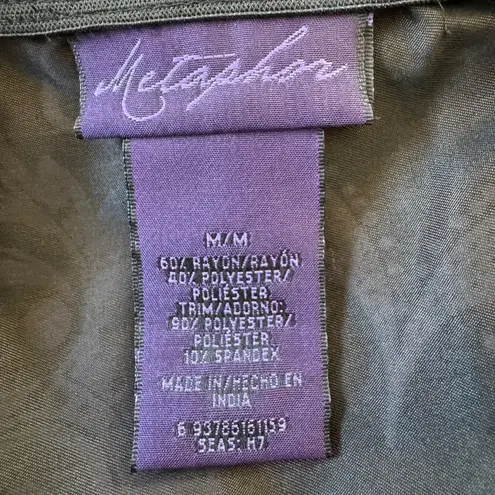 Metaphor
M/M
60% RAYON/RAYÓN
40% POLYESTER/
POLIÉSTER
TRIM/ADORNO:
90% POLYESTER/
POLIÉSTER
10% SPANDEX
MADE IN/HECHO EN
INDIA
6 93786161159
SEAS: H7